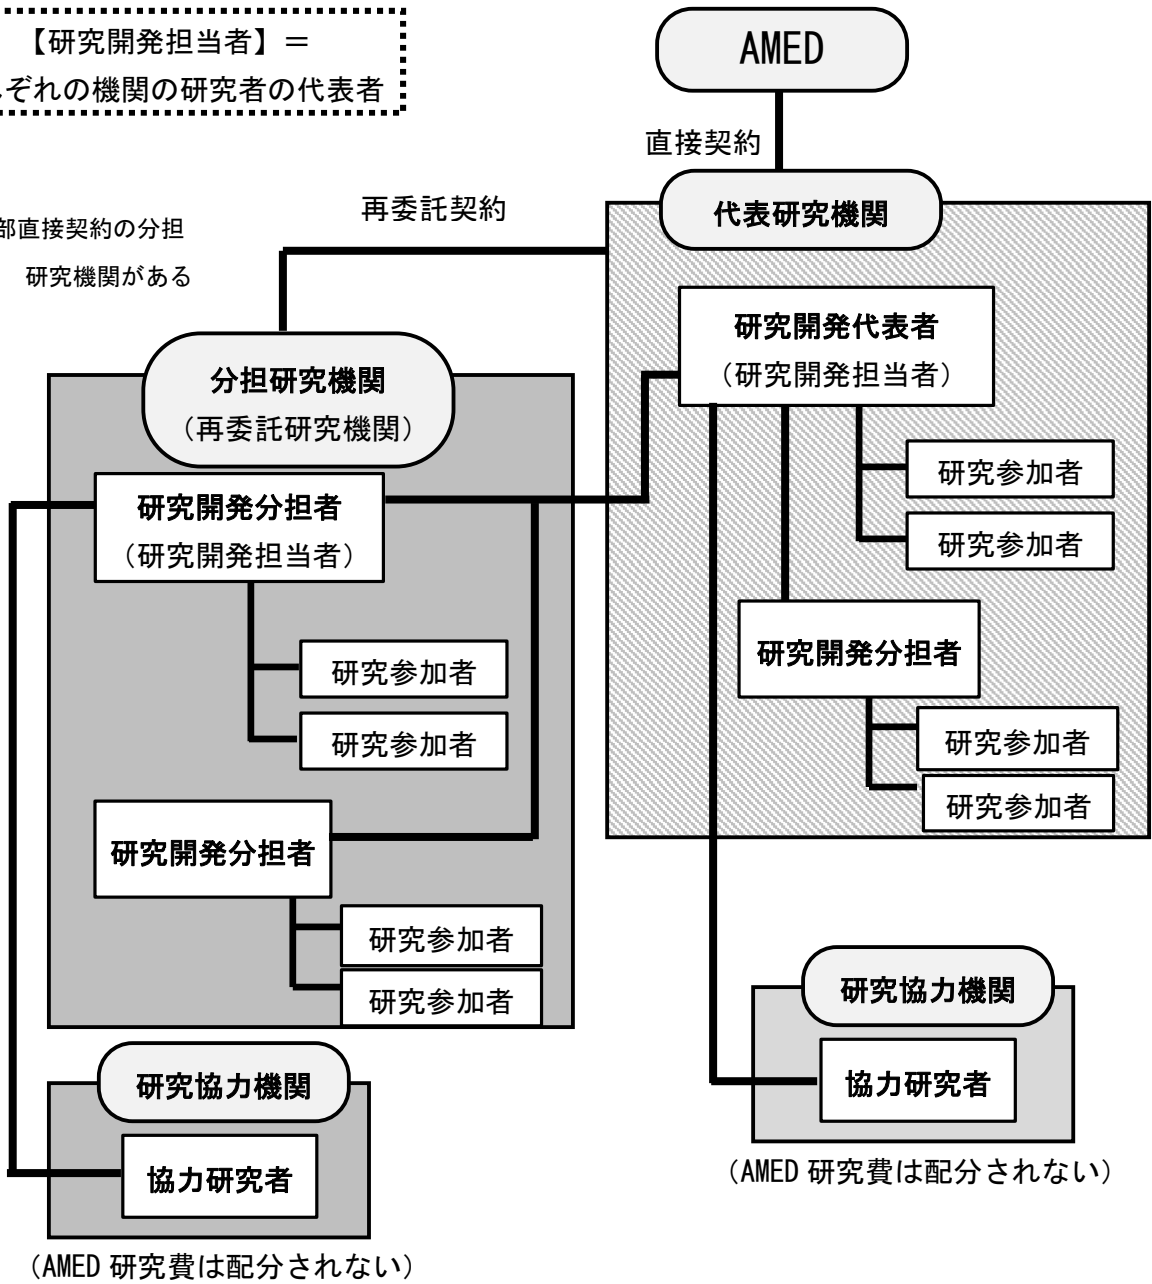 【研究開発担当者】＝
ぞれの機関の研究者の代表者
AMED
直接契約
再委託契約
部直接契約の分担
研究機関がある
代表研究機関
研究開発代表者
（研究開発担当者）
研究参加者
研究参加者
研究開発分担者
研究参加者
研究参加者
分担研究機関
（再委託研究機関）
研究開発分担者
（研究開発担当者）
研究参加者
研究参加者
研究開発分担者
研究参加者
研究参加者
研究協力機関
協力研究者
（AMED 研究費は配分されない）
研究協力機関
協力研究者
（AMED 研究費は配分されない）